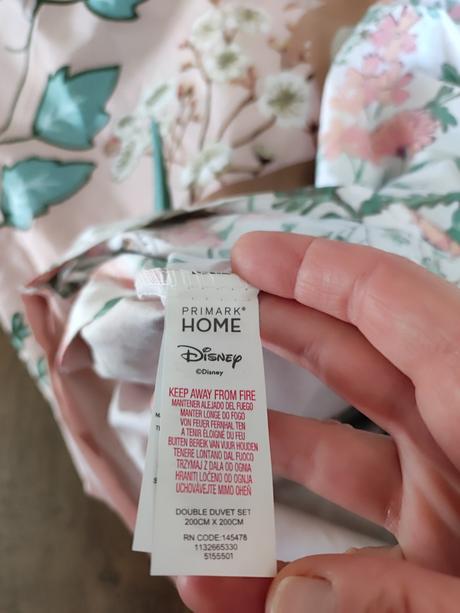 PRIMARK®
HOME
Disney
©Disney
KEEP AWAY FROM FIRE
MANTENER ALEJADO DEL FUEGO
MANTER LONGE DO FOGO
VON FEUER FERNHAL TEN
A TENIR ÉLOIGNÉ DU FEU
BUITEN BEREIK VAN VUUR HOUDEN
TENERE LONTANO DAL FUOCO
TRZYMAJ Z DALA OD OGNIA
HRANITI LOČENO OD OGNJA
UCHOVÁVEJTE MIMO OHEŇ
DOUBLE DUVET SET
200CM X 200CM
RN CODE:145478
1132665330
5155501